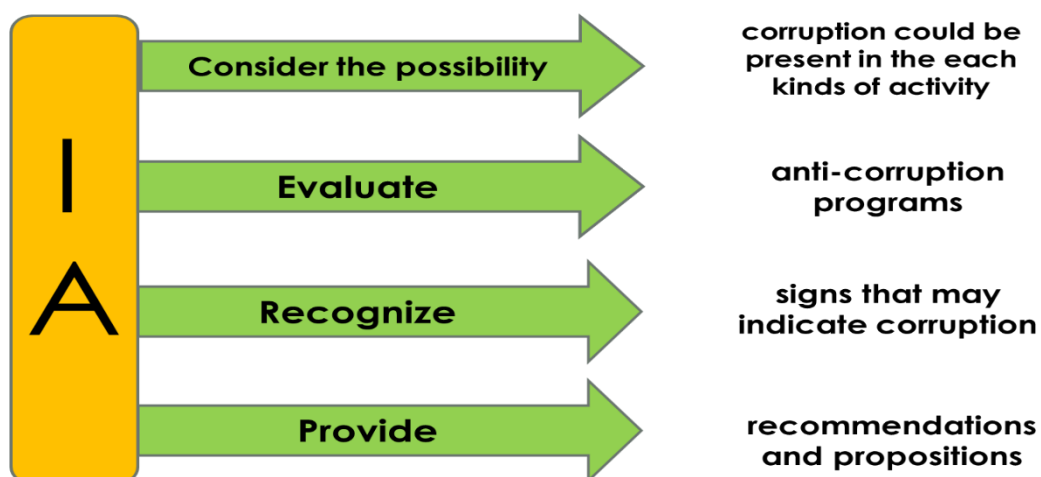 I
A
Consider the possibility
corruption could be
present in the each
kinds of activity
Evaluate
anti-corruption
programs
Recognize
signs that may
indicate corruption
Provide
recommendations
and propositions